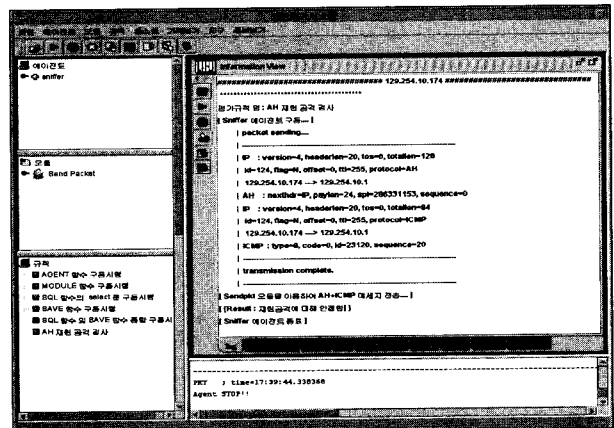 에이전트
sniffer
모듈
Send Packet
규칙
AGENT 함수 구동시험
MODULE 함수 구동시험
SQL 함수의 select 문 구동시험
SAVE 함수 구동시험
SQL 함수 및 SAVE 함수 통합 구동시
AH 재현 공격 검사
Information View
129.254.10.174
평가규칙 명 : AH 재현 공격 검사
[ Sniffer 에이전트 구동.... ]
| packet sending....
| IP : version=4, headerlen=20, tos=0, totallen=128
| id=124, flag=N, offset=0, ttl=255, protocol=AH
| 129.254.10.174 ---> 129.254.10.1
| AH : nexthdr=IP, paylen=24, spi=286331153, sequence=0
| IP : version=4, headerlen=20, tos=0, totallen=84
| id=124, flag=N, offset=0, ttl=255, protocol=ICMP
| 129.254.10.174 ---> 129.254.10.1
| ICMP : type=8, code=0, id=23120, sequence=20
| transmission complete.
[ Sendpkt 모듈을 이용하여 AH+ICMP 메세지 전송.... ]
[ [Result : 재현공격에 대해 안전함] ]
[ Sniffer 에이전트 종료 ]
PKT ; time=17:39:44.338368
Agent STOP!!